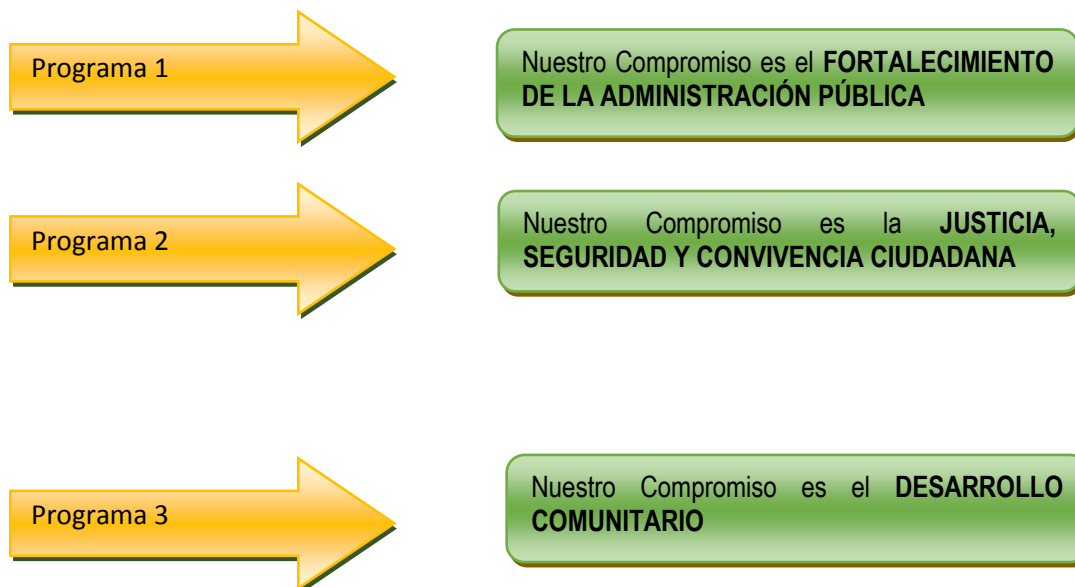 Programa 1
Nuestro Compromiso es el FORTALECIMIENTO
DE LA ADMINISTRACIÓN PÚBLICA
Programa 2
Nuestro Compromiso es la JUSTICIA,
SEGURIDAD Y CONVIVENCIA CIUDADANA
Programa 3
Nuestro Compromiso es el DESARROLLO
COMUNITARIO